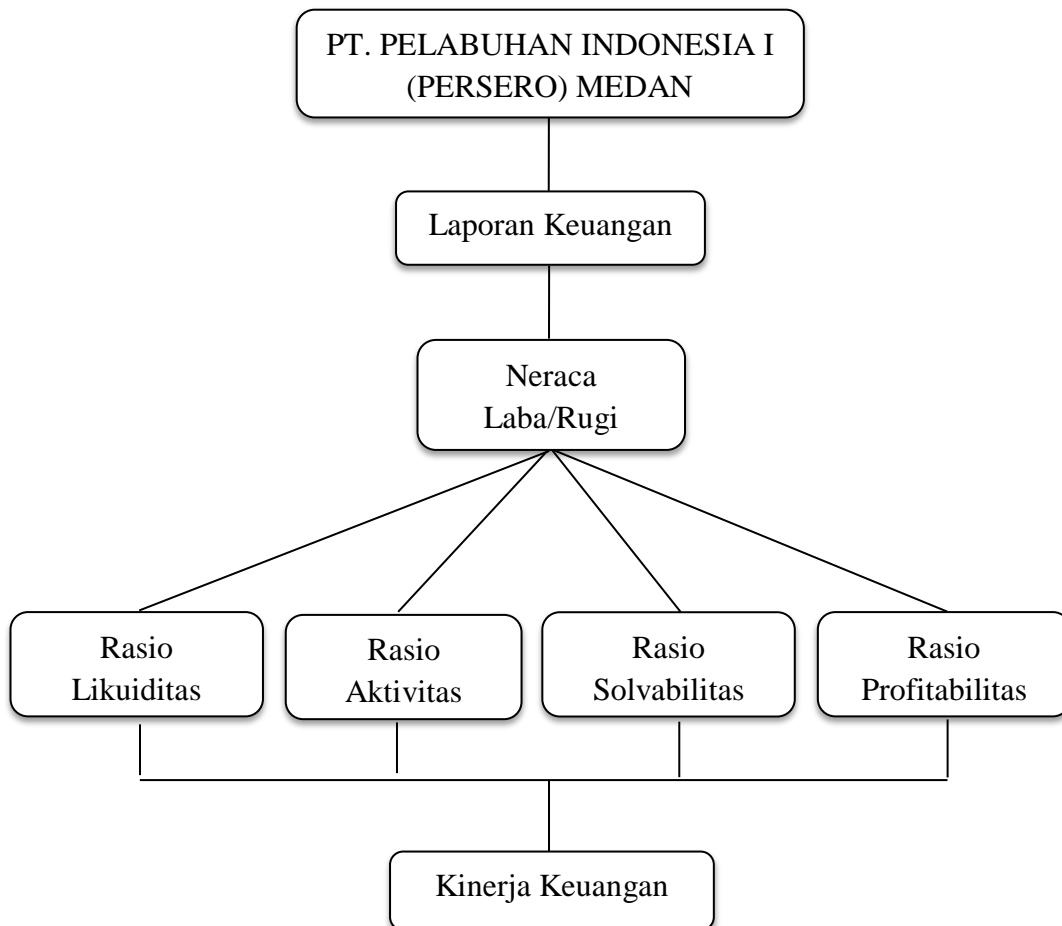 PT. PELABUHAN INDONESIA I
(PERSERO) MEDAN
Laporan Keuangan
Neraca
Laba/Rugi
Rasio
Likuiditas
Rasio
Aktivitas
Rasio
Solvabilitas
Rasio
Profitabilitas
Kinerja Keuangan